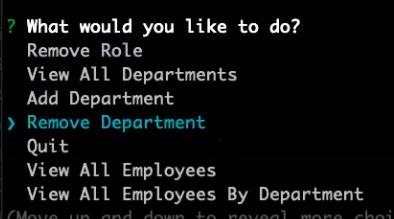 ? What would you like to do?
Remove Role
View All Departments
Add Department
❯ Remove Department
Quit
View All Employees
View All Employees By Department
(Move up and down to reveal more choi